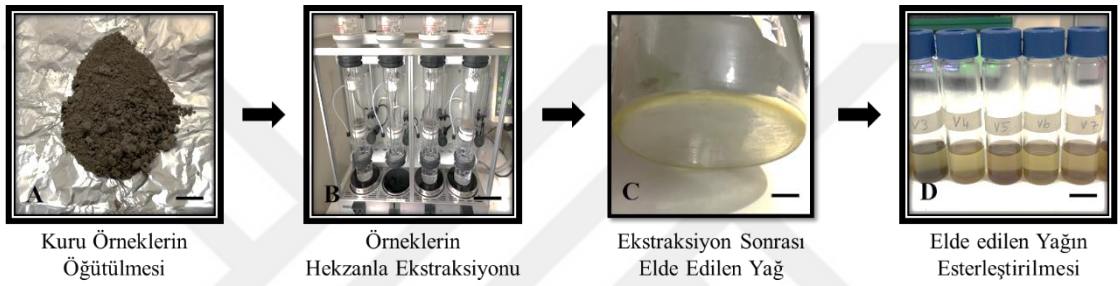 A
B
C
D
V3
V4
V5
V6
V7
Kuru Örneklerin
Öğütülmesi
Örneklerin
Hekzanla Ekstraksiyonu
Ekstraksiyon Sonrası
Elde Edilen Yağ
Elde edilen Yağın
Esterleştirilmesi